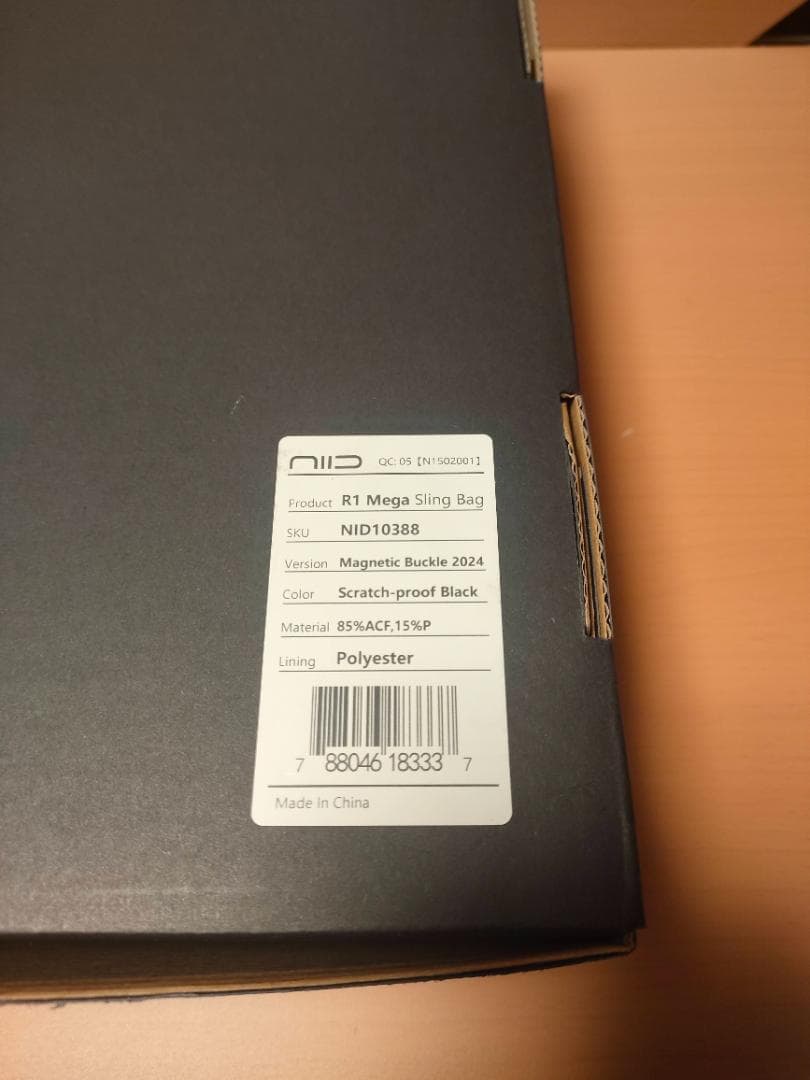 NIID QC: 05【N1502001】
Product R1 Mega Sling Bag
SKU NID10388
Version Magnetic Buckle 2024
Color Scratch-proof Black
Material 85%ACF,15%P
Lining Polyester
7 88046 18333 7
Made In China